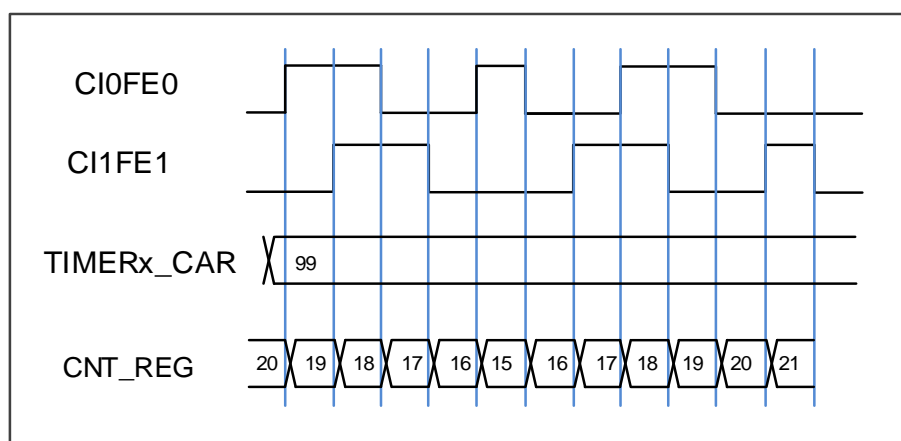 CI0FE0
CI1FE1
TIMERx_CAR 99
CNT_REG 20 19 18 17 16 15 16 17 18 19 20 21